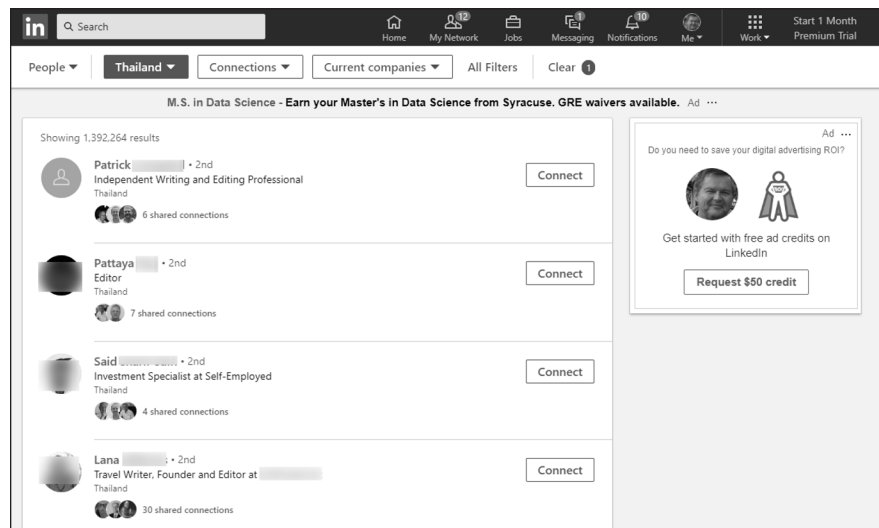 in
Search
Home
12
My Network
Jobs
1
Messaging
10
Notifications
Me
Work
Start 1 Month
Premium Trial
People
Thailand
Connections
Current companies
All Filters
Clear 1
M.S. in Data Science - Earn your Master's in Data Science from Syracuse. GRE waivers available. Ad ···
Showing 1,392,264 results
Patrick • 2nd
Independent Writing and Editing Professional
Thailand
6 shared connections
Connect
Pattaya • 2nd
Editor
Thailand
7 shared connections
Connect
Said • 2nd
Investment Specialist at Self-Employed
Thailand
4 shared connections
Connect
Lana • 2nd
Travel Writer, Founder and Editor at
Thailand
30 shared connections
Connect
Ad ···
Do you need to save your digital advertising ROI?
Get started with free ad credits on
LinkedIn
Request $50 credit